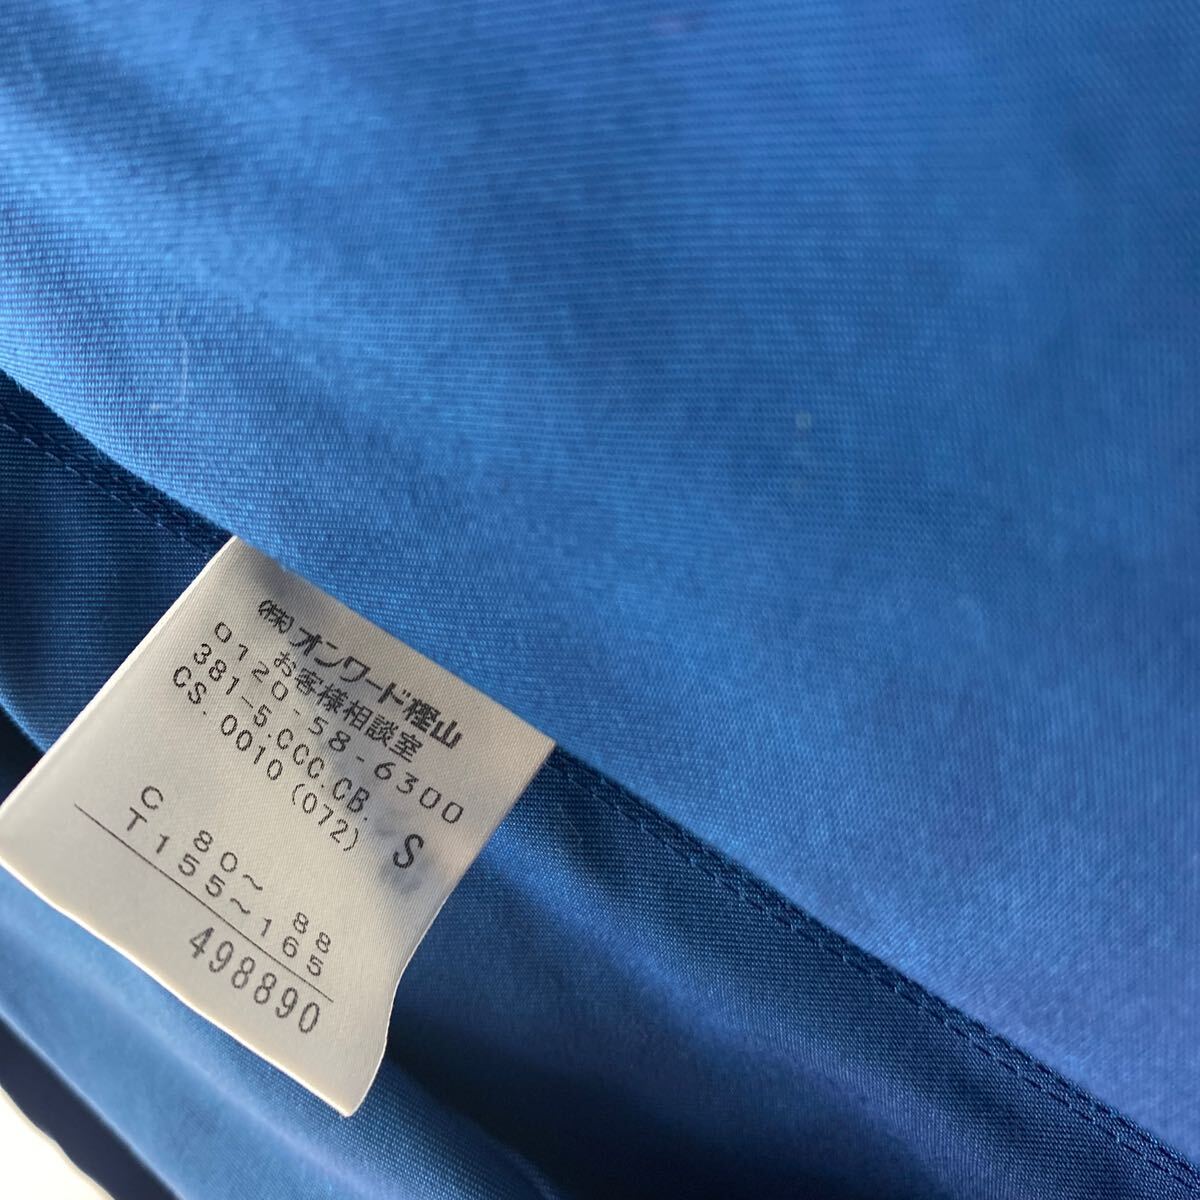 (株)オンワード樫山
お客様相談室
0120-58-6300
381-5.CCC.CB.
CS.0010(072) S
C 80～ 88
T155～165
498890